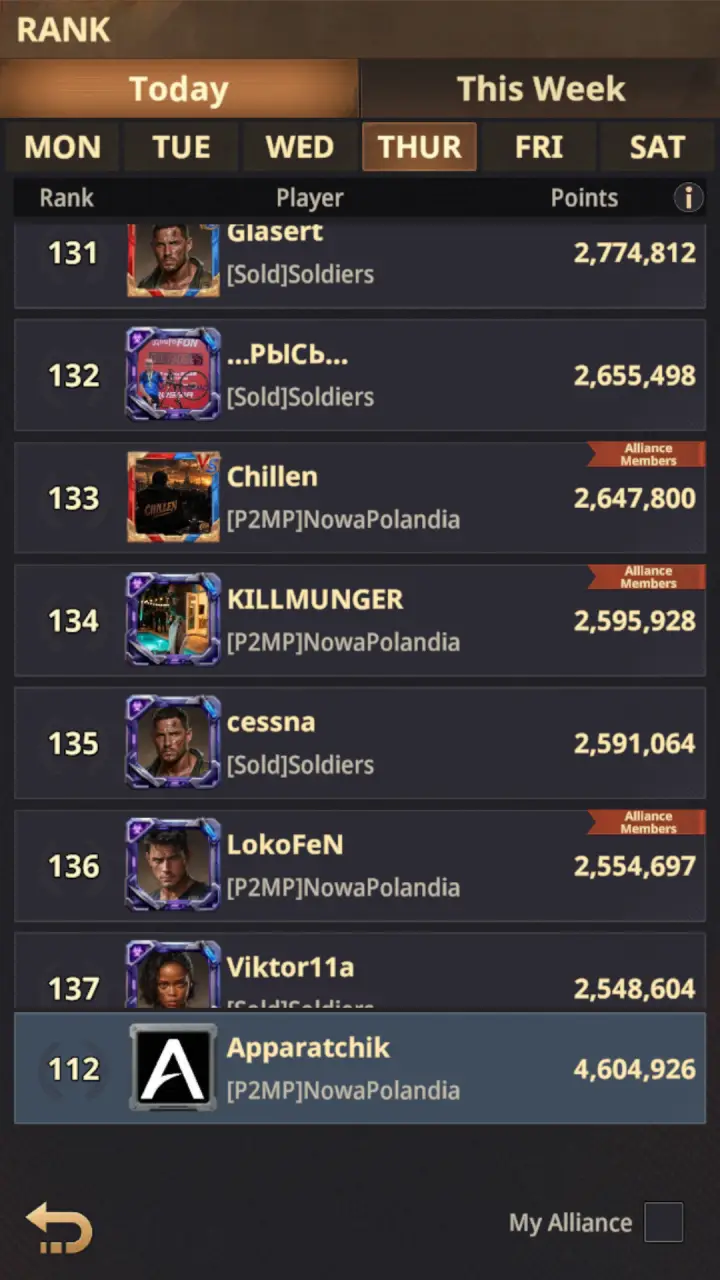 RANK
Today
This Week
MON TUE WED THUR FRI SAT
Rank Player Points
131
Glasert
[Sold]Soldiers
2,774,812
132
...РЫСЬ...
[Sold]Soldiers
2,655,498
133
Chillen
[P2MP]NowaPolandia
Alliance
Members
2,647,800
134
KILLMUNGER
[P2MP]NowaPolandia
Alliance
Members
2,595,928
135
cessna
[Sold]Soldiers
2,591,064
136
LokoFeN
[P2MP]NowaPolandia
Alliance
Members
2,554,697
137
Viktor11a
[Sold]Soldiers
2,548,604
112
Apparatchik
[P2MP]NowaPolandia
4,604,926
My Alliance